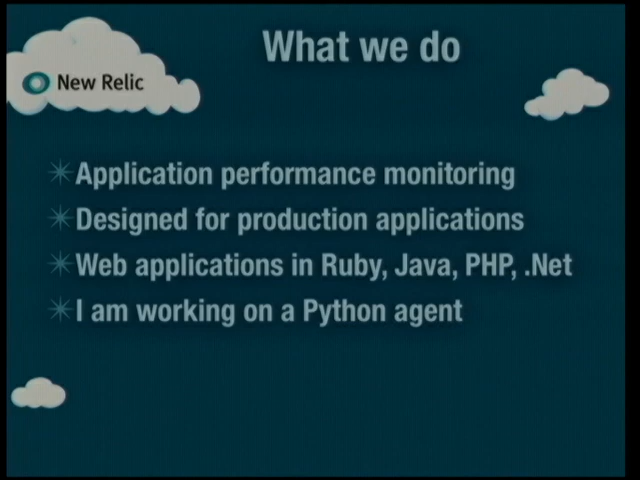 What we do
New Relic
Application performance monitoring
Designed for production applications
Web applications in Ruby, Java, PHP, .Net
I am working on a Python agent